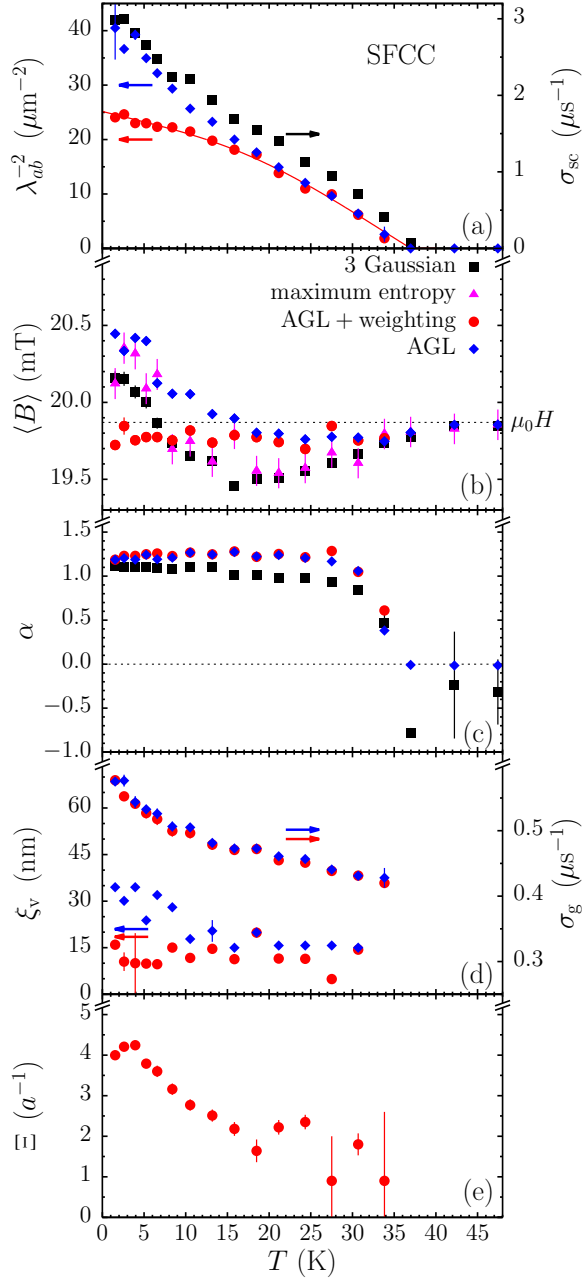 SFCC
λ_ab^−2 (μm^−2)
σ_sc (μs^−1)
40
30
20
10
0
3
2
1
0
(a)
3 Gaussian
maximum entropy
AGL + weighting
AGL
⟨B⟩ (mT)
20.5
20.0
19.5
μ₀H
(b)
α
1.5
1.0
0.5
0.0
−0.5
−1.0
(c)
ξ_v (nm)
σ_g (μs^−1)
60
45
30
15
0
0.5
0.4
0.3
(d)
Ξ (a^−1)
5
4
3
2
1
0
(e)
0 5 10 15 20 25 30 35 40 45
T (K)